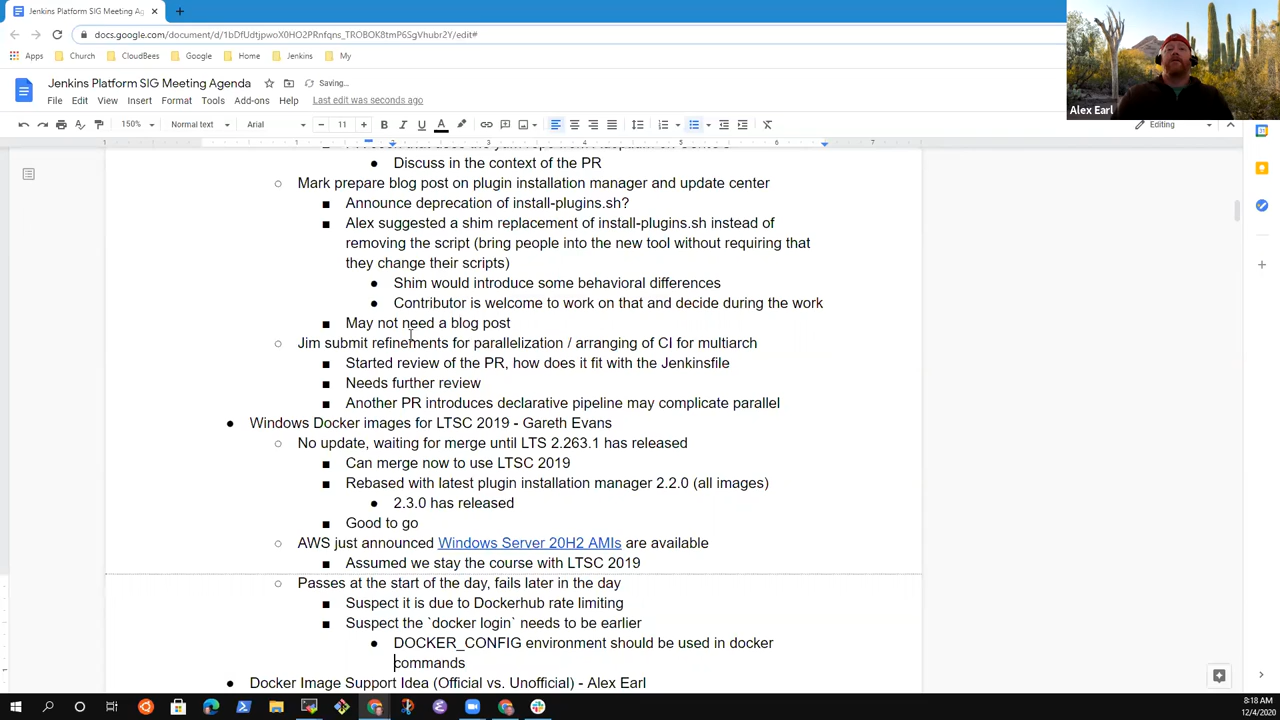 Jenkins Platform SIG Meeting Ag
docs.google.com/document/d/1bDfUdtjpwoX0HO2PRnfqns_TROBOK8tmP6SgVhubr2Y/edit#
Apps Church CloudBees Google Home Jenkins My
Alex Earl
Jenkins Platform SIG Meeting Agenda Saving...
File Edit View Insert Format Tools Add-ons Help Last edit was seconds ago
150% Normal text Arial 11 B I U A Editing
1 1 2 3 4 5 6 7
Discuss in the context of the PR
Mark prepare blog post on plugin installation manager and update center
Announce deprecation of install-plugins.sh?
Alex suggested a shim replacement of install-plugins.sh instead of
removing the script (bring people into the new tool without requiring that
they change their scripts)
Shim would introduce some behavioral differences
Contributor is welcome to work on that and decide during the work
May not need a blog post
Jim submit refinements for parallelization / arranging of CI for multiarch
Started review of the PR, how does it fit with the Jenkinsfile
Needs further review
Another PR introduces declarative pipeline may complicate parallel
Windows Docker images for LTSC 2019 - Gareth Evans
No update, waiting for merge until LTS 2.263.1 has released
Can merge now to use LTSC 2019
Rebased with latest plugin installation manager 2.2.0 (all images)
2.3.0 has released
Good to go
AWS just announced Windows Server 20H2 AMIs are available
Assumed we stay the course with LTSC 2019
Passes at the start of the day, fails later in the day
Suspect it is due to Dockerhub rate limiting
Suspect the `docker login` needs to be earlier
DOCKER_CONFIG environment should be used in docker
commands
Docker Image Support Idea (Official vs. Unofficial) - Alex Earl
8:18 AM
12/4/2020